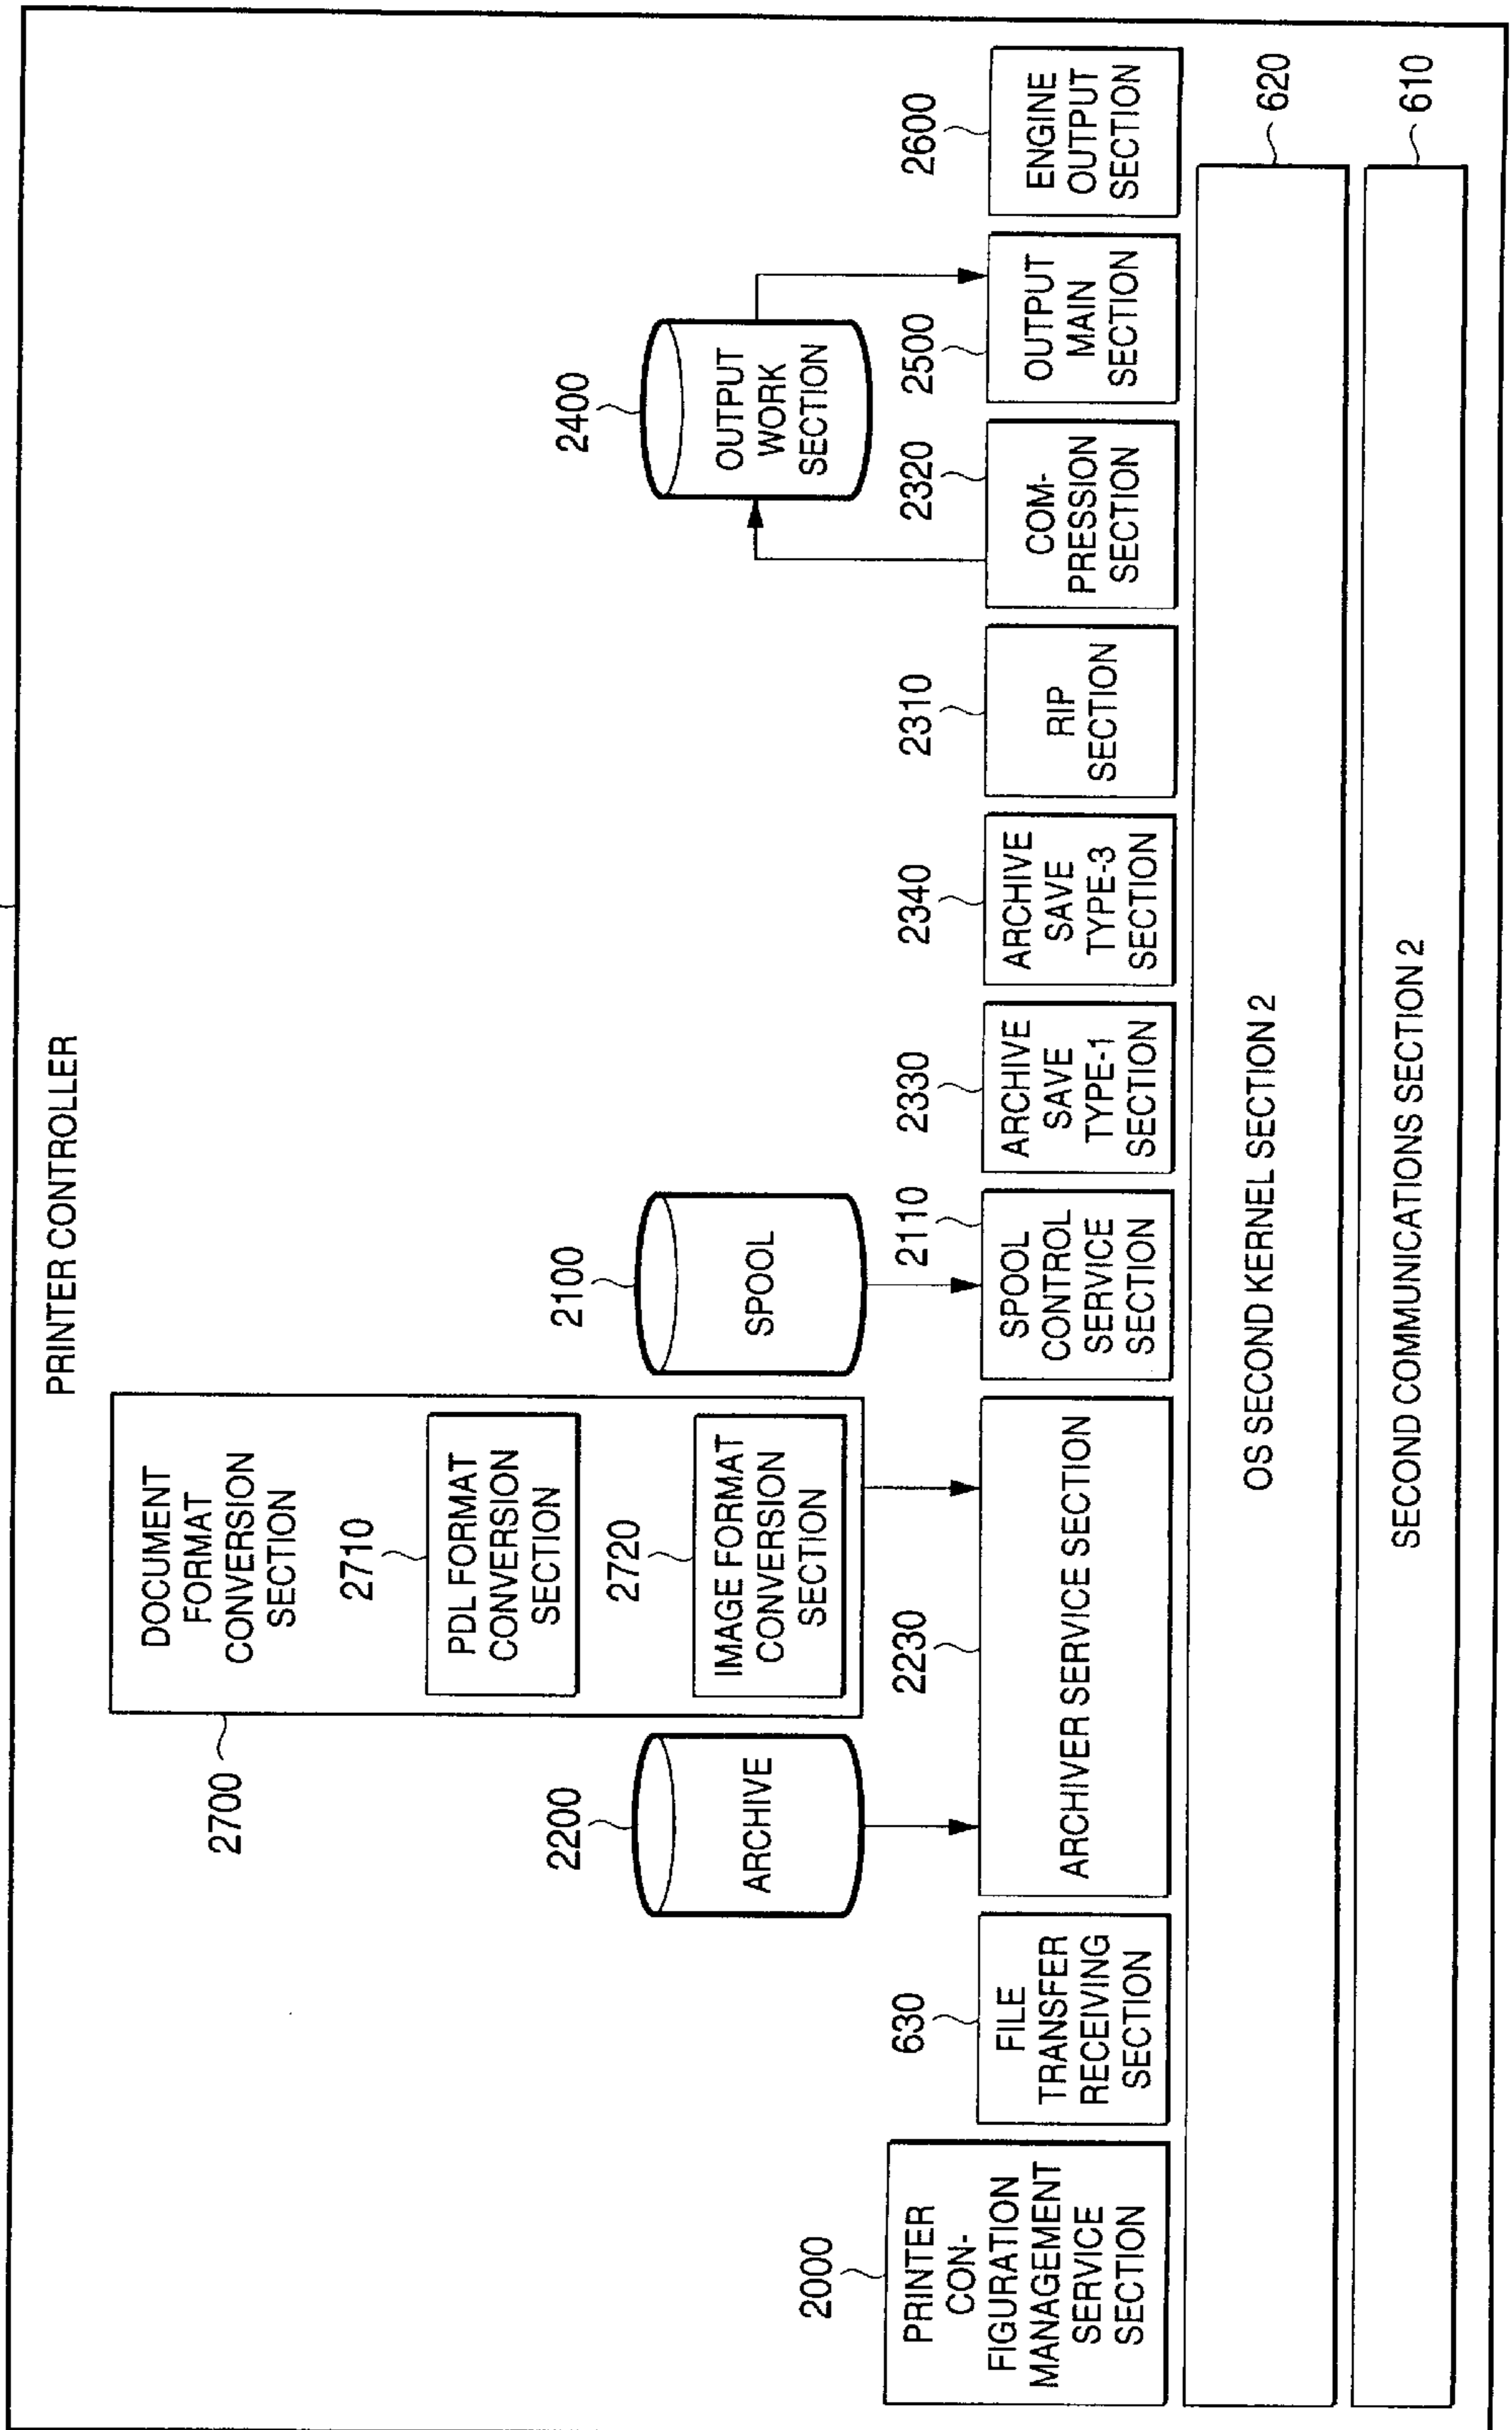 PRINTER CONTROLLER
2700
DOCUMENT
FORMAT
CONVERSION
SECTION
2710
PDL FORMAT
CONVERSION
SECTION
2720
IMAGE FORMAT
CONVERSION
SECTION
2200
ARCHIVE
2100
SPOOL
2400
OUTPUT
WORK
SECTION
2000
PRINTER
CON-
FIGURATION
MANAGEMENT
SERVICE
SECTION
630
FILE
TRANSFER
RECEIVING
SECTION
2230
ARCHIVER SERVICE SECTION
2110
SPOOL
CONTROL
SERVICE
SECTION
2330
ARCHIVE
SAVE
TYPE-1
SECTION
2340
ARCHIVE
SAVE
TYPE-3
SECTION
2310
RIP
SECTION
2320
COM-
PRESSION
SECTION
2500
OUTPUT
MAIN
SECTION
2600
ENGINE
OUTPUT
SECTION
OS SECOND KERNEL SECTION 2
620
SECOND COMMUNICATIONS SECTION 2
610